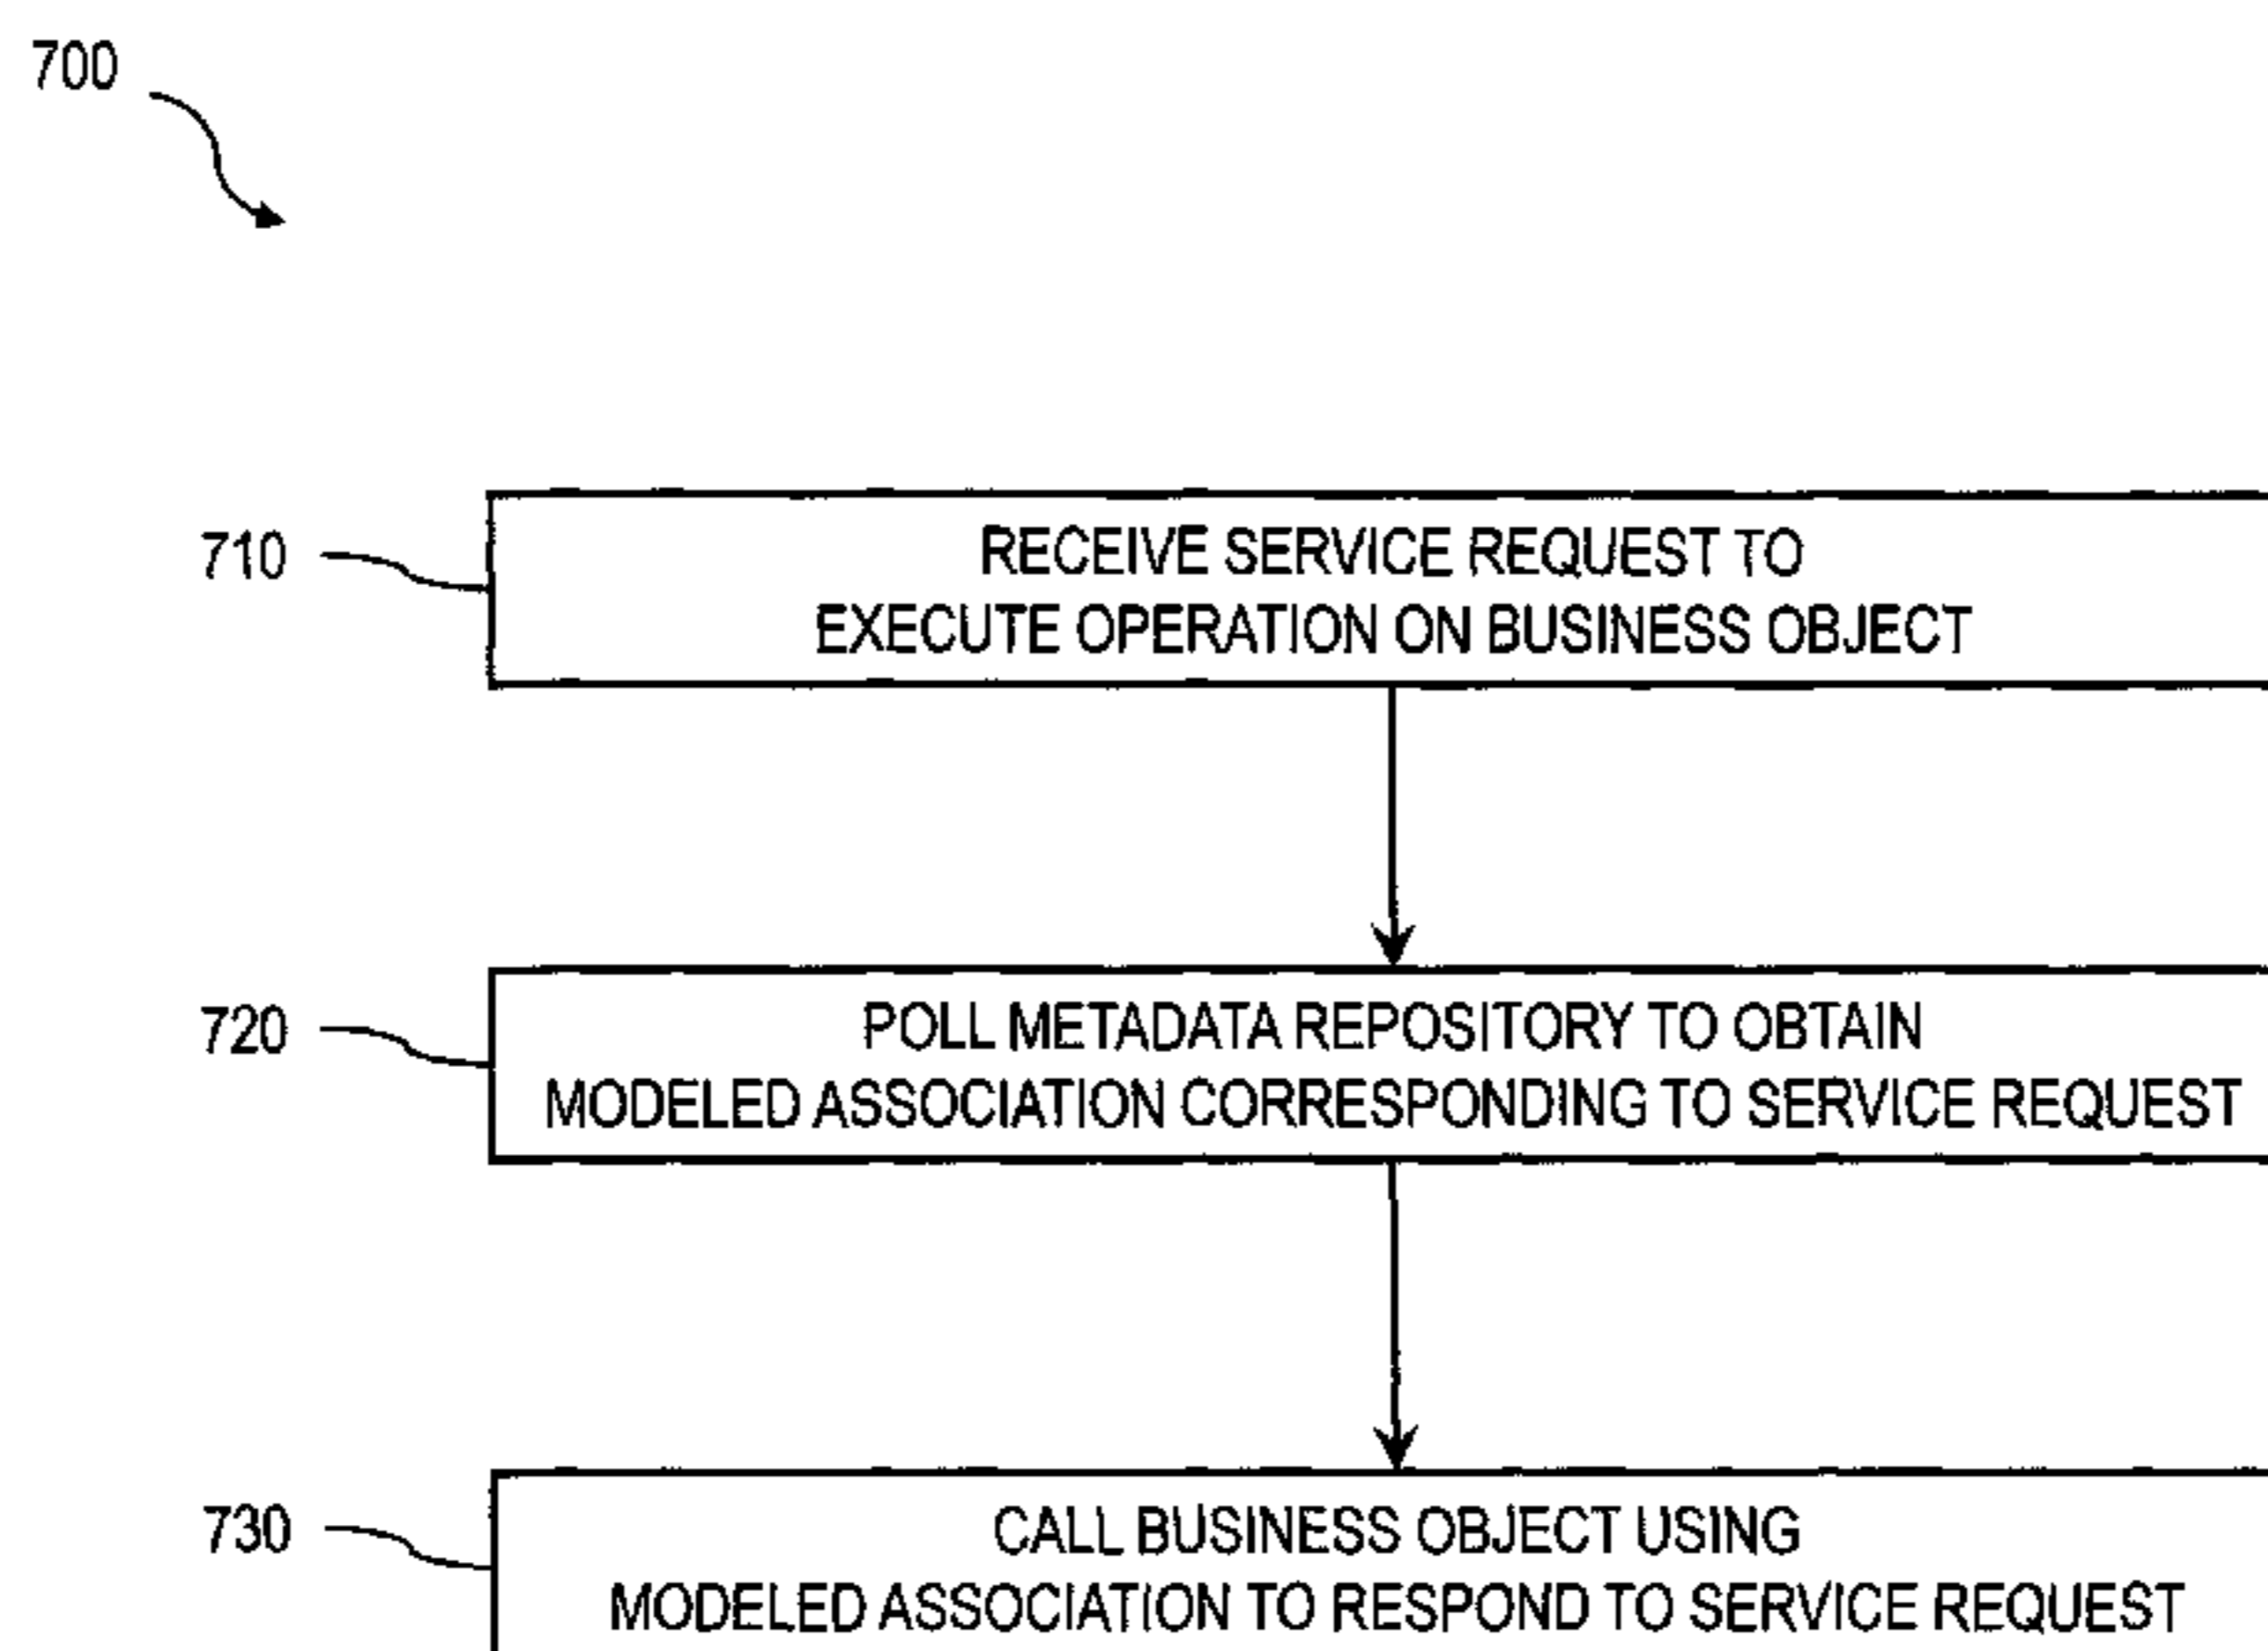 700
710
RECEIVE SERVICE REQUEST TO
EXECUTE OPERATION ON BUSINESS OBJECT
720
POLL METADATA REPOSITORY TO OBTAIN
MODELED ASSOCIATION CORRESPONDING TO SERVICE REQUEST
730
CALL BUSINESS OBJECT USING
MODELED ASSOCIATION TO RESPOND TO SERVICE REQUEST